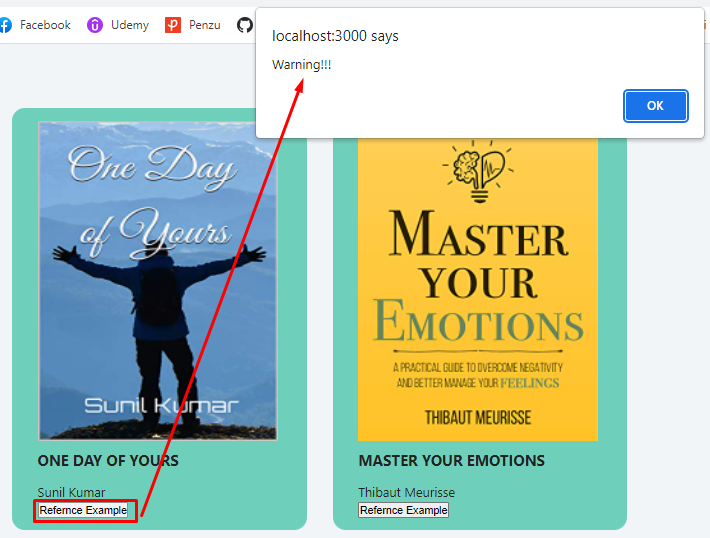 Facebook
Udemy
Penzu
localhost:3000 says
Warning!!!
OK
One Day
of Yours
Sunil Kumar
ONE DAY OF YOURS
Sunil Kumar
Refernce Example
MASTER
YOUR
EMOTIONS
A PRACTICAL GUIDE TO OVERCOME NEGATIVITY
AND BETTER MANAGE YOUR FEELINGS
THIBAUT MEURISSE
MASTER YOUR EMOTIONS
Thibaut Meurisse
Refernce Example